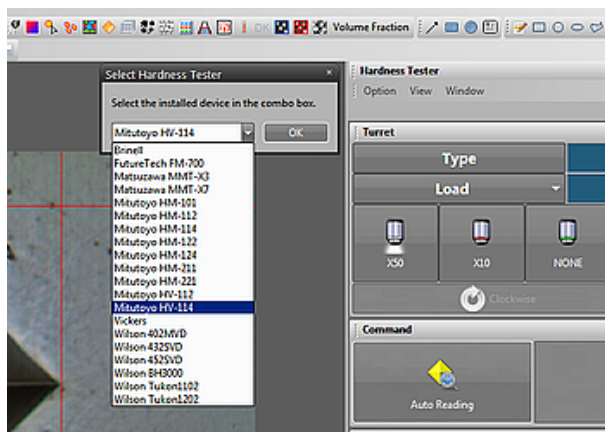 OK
Volume Fraction
Select Hardness Tester
Select the installed device in the combo box.
Mitutoyo HV-114
OK
Brinell
FutureTech FM-700
Matsuzawa MMT-X3
Matsuzawa MMT-X7
Mitutoyo HM-101
Mitutoyo HM-112
Mitutoyo HM-114
Mitutoyo HM-122
Mitutoyo HM-124
Mitutoyo HM-211
Mitutoyo HM-221
Mitutoyo HV-112
Mitutoyo HV-114
Vickers
Wilson 402MVD
Wilson 432SVD
Wilson 452SVD
Wilson BH3000
Wilson Tukon1102
Wilson Tukon1202
Hardness Tester
Option View Window
Turret
Type
Load
X50 X10 NONE
Clockwise
Command
Auto Reading